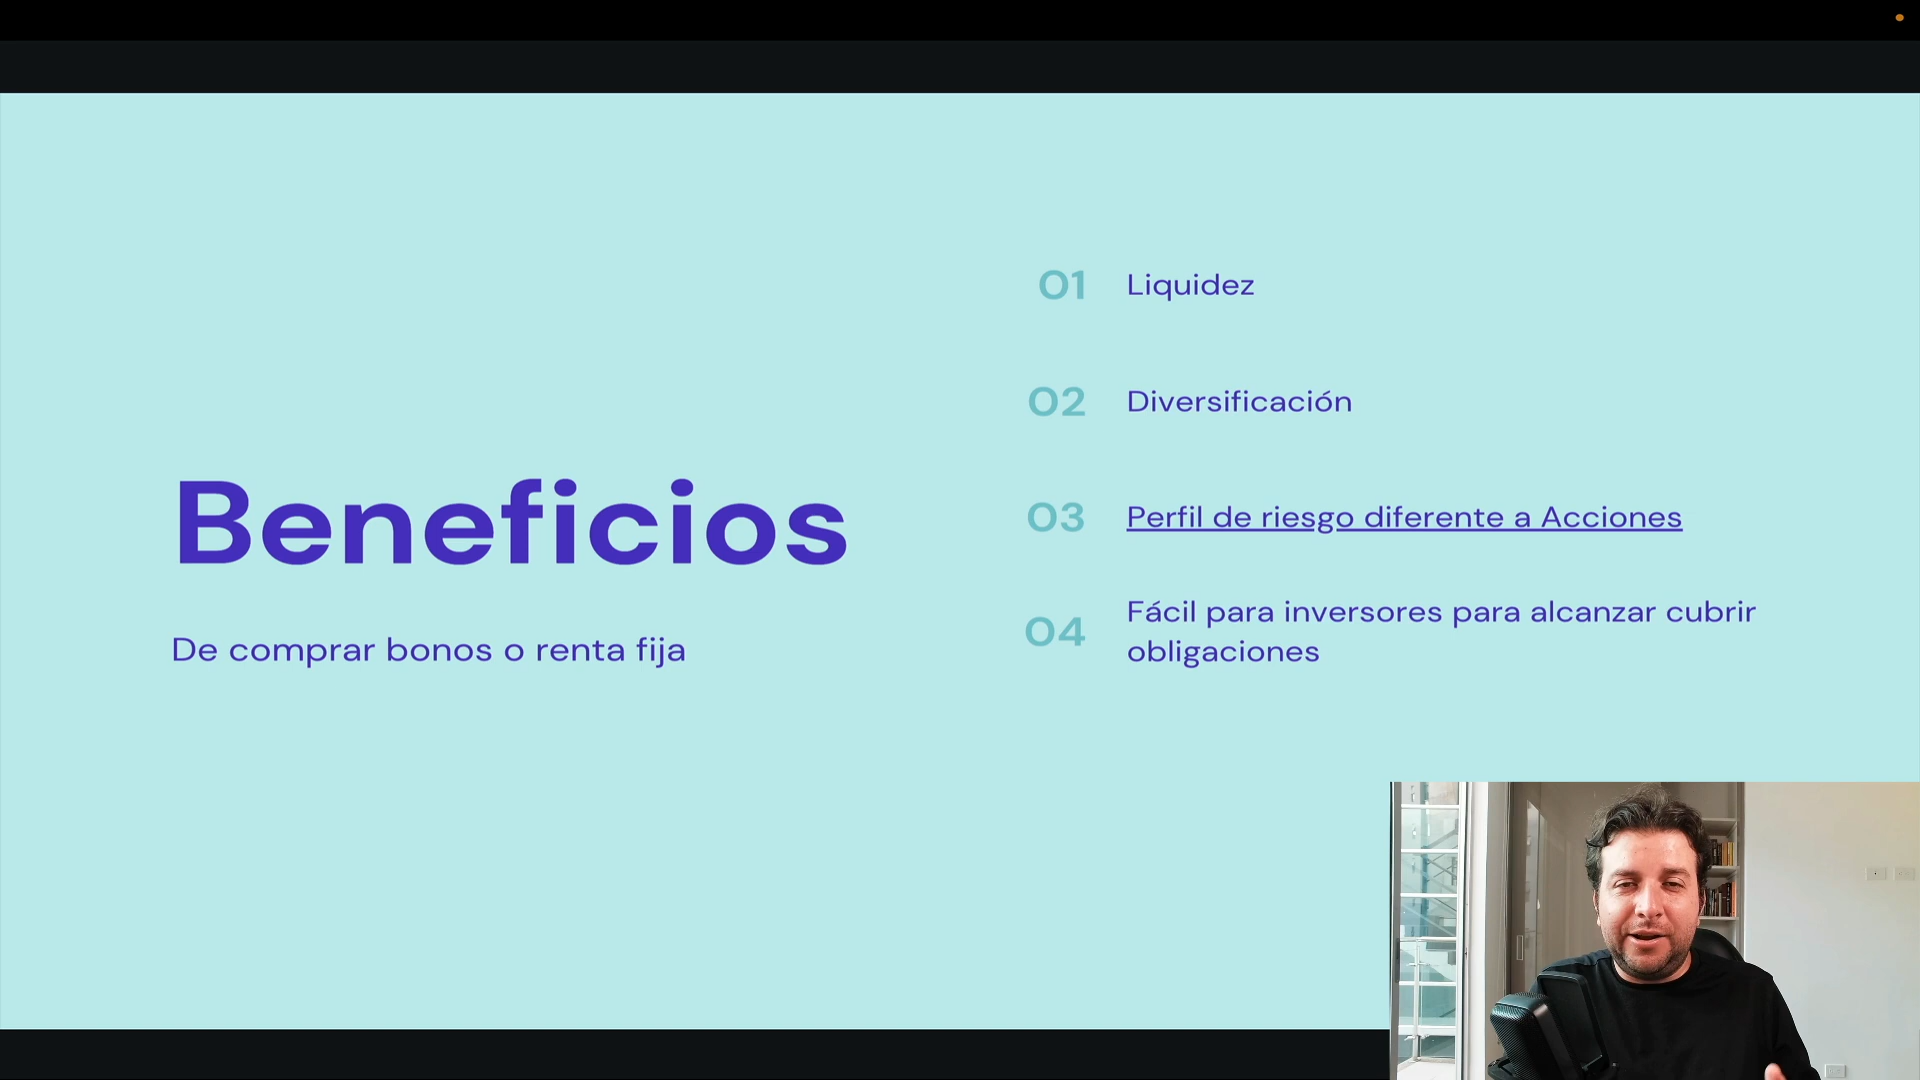 Beneficios
De comprar bonos o renta fija
01 Liquidez
02 Diversificación
03 Perfil de riesgo diferente a Acciones
04 Fácil para inversores para alcanzar cubrir
obligaciones